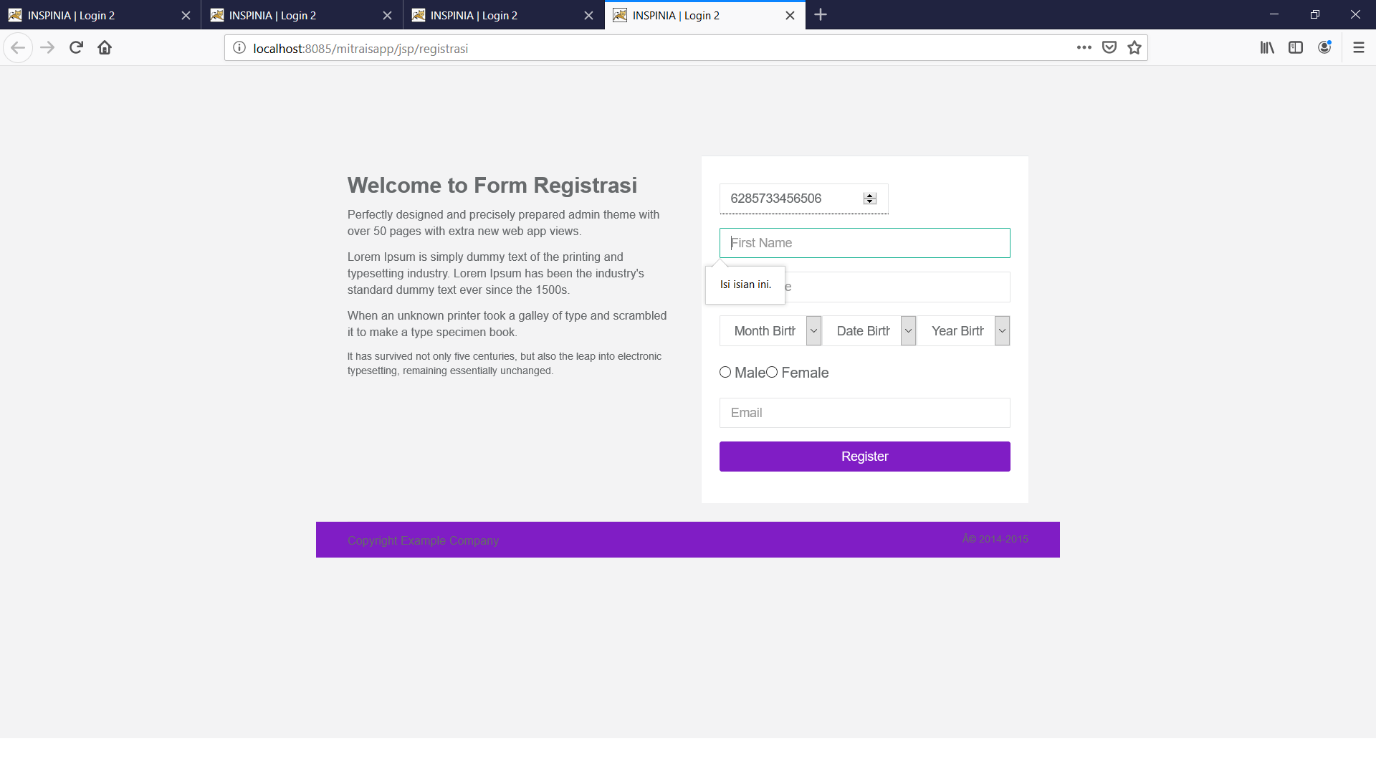 INSPINIA | Login 2
INSPINIA | Login 2
INSPINIA | Login 2
INSPINIA | Login 2
localhost:8085/mitraisapp/jsp/registrasi
Welcome to Form Registrasi
Perfectly designed and precisely prepared admin theme with
over 50 pages with extra new web app views.
Lorem Ipsum is simply dummy text of the printing and
typesetting industry. Lorem Ipsum has been the industry's
standard dummy text ever since the 1500s.
When an unknown printer took a galley of type and scrambled
it to make a type specimen book.
It has survived not only five centuries, but also the leap into electronic
typesetting, remaining essentially unchanged.
6285733456506
First Name
Isi isian ini.
Month Birth Date Birth Year Birth
Male Female
Email
Register
Copyright Example Company
Â© 2014-2015